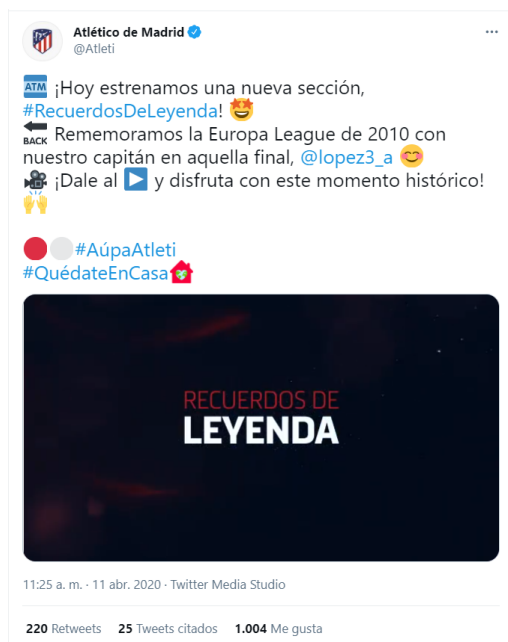 Atlético de Madrid
@Atleti
ATM ¡Hoy estrenamos una nueva sección,
#RecuerdosDeLeyenda! 🤩
BACK Rememoramos la Europa League de 2010 con
nuestro capitán en aquella final, @lopez3_a 😊
🎥 ¡Dale al ▶️ y disfruta con este momento histórico!
🙌
🔴⚪#AúpaAtleti
#QuédateEnCasa
RECUERDOS DE
LEYENDA
11:25 a. m. · 11 abr. 2020 · Twitter Media Studio
220 Retweets 25 Tweets citados 1.004 Me gusta